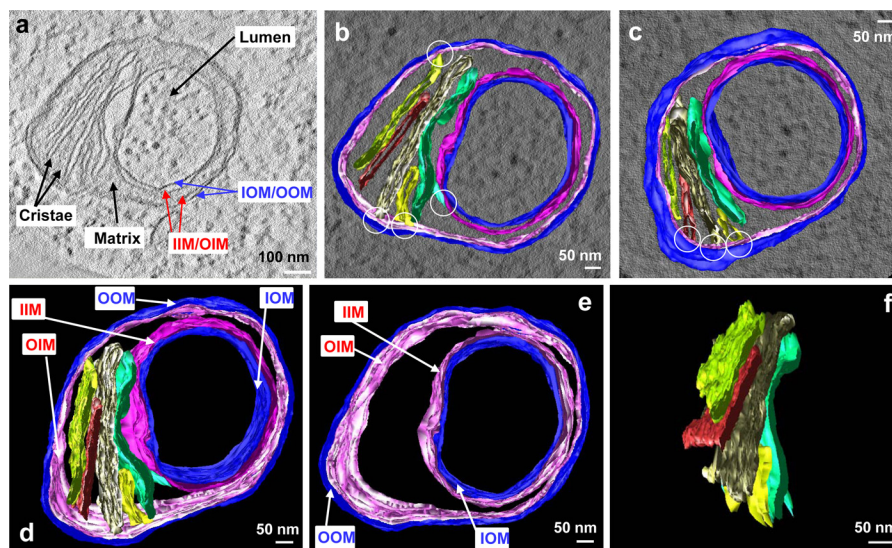 a
Lumen
IOM/OOM
IIM/OIM
Cristae
Matrix
100 nm
b
50 nm
c
50 nm
OOM
IOM
IIM
OIM
d
50 nm
e
IIM
OIM
OOM
IOM
50 nm
f
50 nm